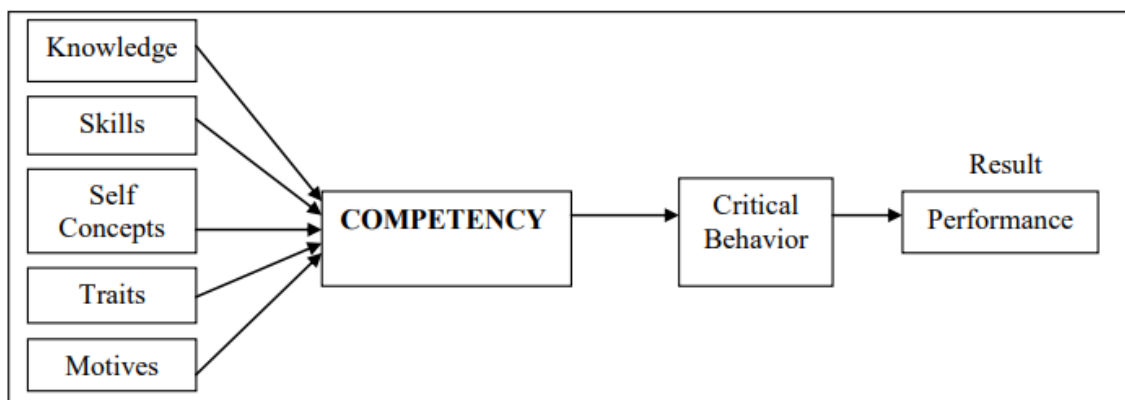 Knowledge
Skills
Self
Concepts
Traits
Motives
COMPETENCY
Critical
Behavior
Result
Performance